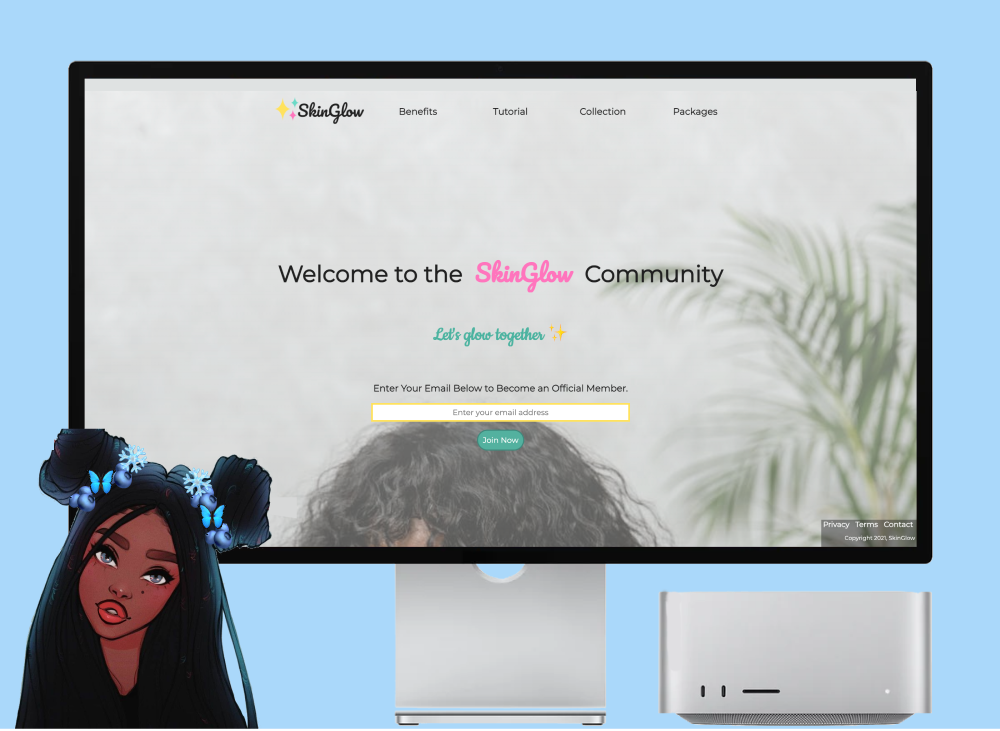 SkinGlow Benefits Tutorial Collection Packages
Welcome to the SkinGlow Community
Let's glow together ✨
Enter Your Email Below to Become an Official Member.
Enter your email address
Join Now
Privacy Terms Contact
Copyright 2021, SkinGlow